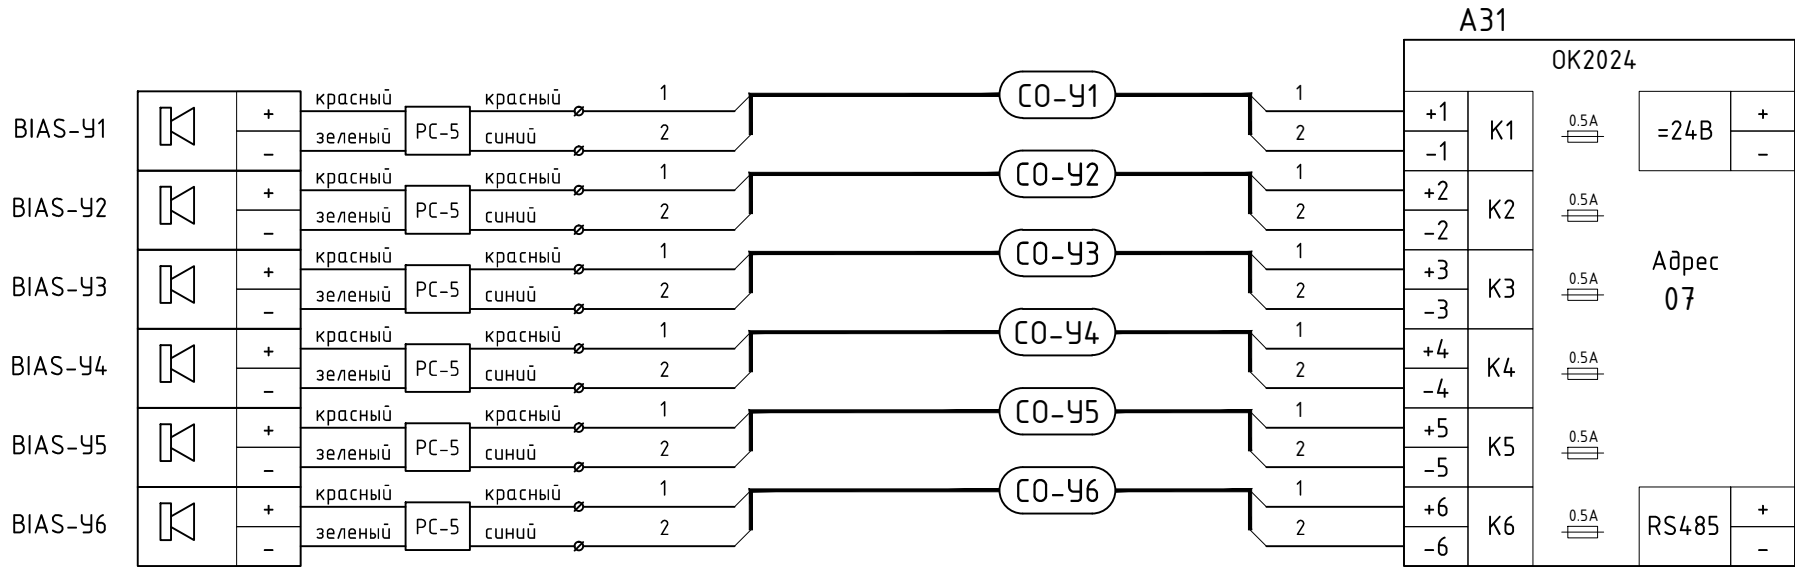 A31
OK2024
BIAS-У1
+
-
красный
зеленый
РС-5
красный
синий
1
2
СО-У1
1
2
+1
-1
К1
0.5А
=24В
+
-
BIAS-У2
+
-
красный
зеленый
РС-5
красный
синий
1
2
СО-У2
1
2
+2
-2
К2
0.5А
BIAS-У3
+
-
красный
зеленый
РС-5
красный
синий
1
2
СО-У3
1
2
+3
-3
К3
0.5А
Адрес
07
BIAS-У4
+
-
красный
зеленый
РС-5
красный
синий
1
2
СО-У4
1
2
+4
-4
К4
0.5А
BIAS-У5
+
-
красный
зеленый
РС-5
красный
синий
1
2
СО-У5
1
2
+5
-5
К5
0.5А
BIAS-У6
+
-
красный
зеленый
РС-5
красный
синий
1
2
СО-У6
1
2
+6
-6
К6
0.5А
RS485
+
-